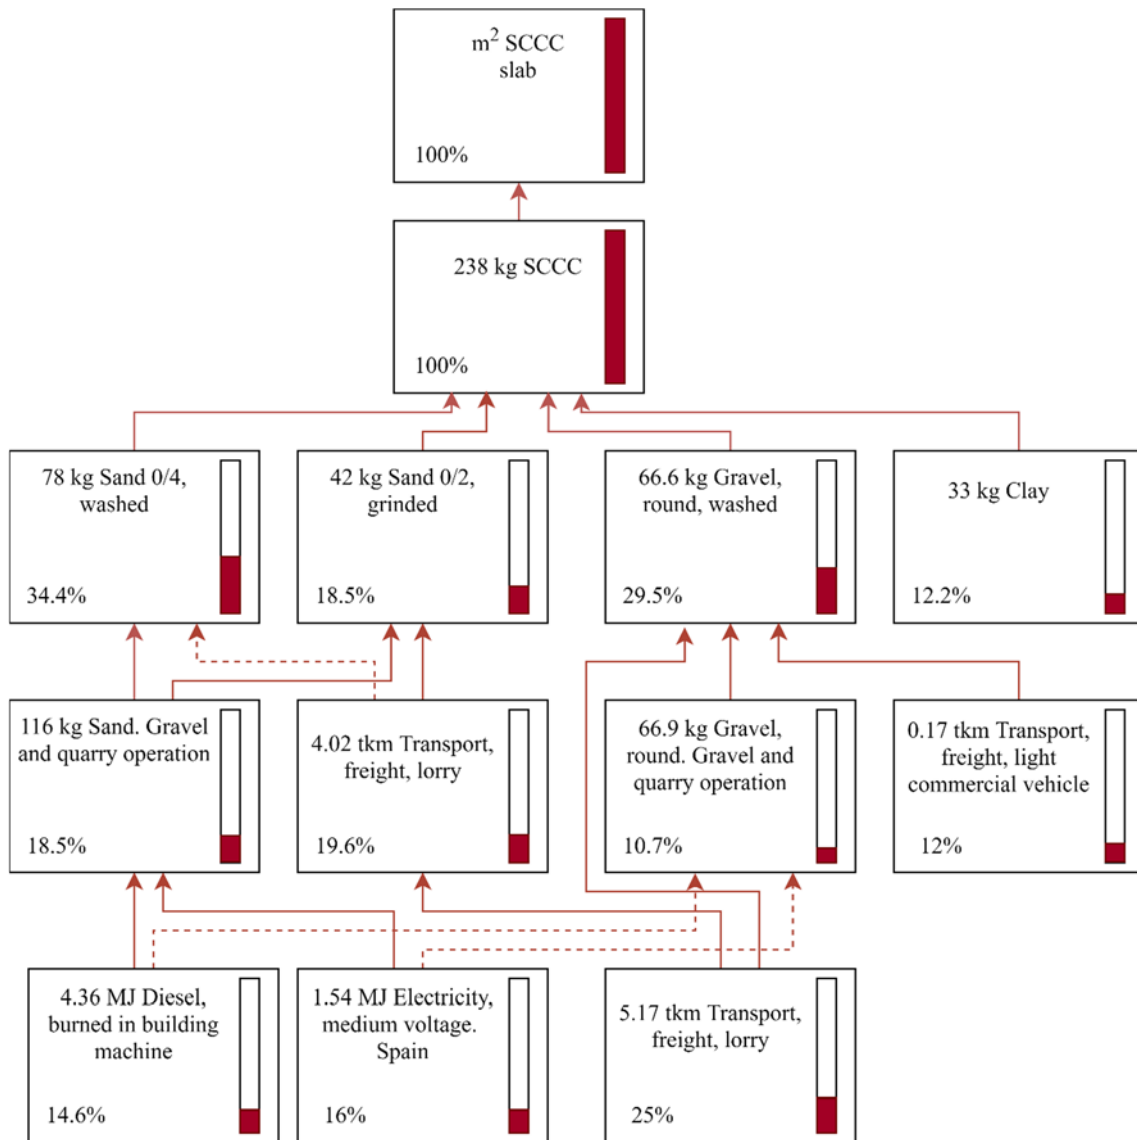 m² SCCC
slab
100%
238 kg SCCC
100%
78 kg Sand 0/4,
washed
34.4%
42 kg Sand 0/2,
grinded
18.5%
66.6 kg Gravel,
round, washed
29.5%
33 kg Clay
12.2%
116 kg Sand. Gravel
and quarry operation
18.5%
4.02 tkm Transport,
freight, lorry
19.6%
66.9 kg Gravel,
round. Gravel and
quarry operation
10.7%
0.17 tkm Transport,
freight, light
commercial vehicle
12%
4.36 MJ Diesel,
burned in building
machine
14.6%
1.54 MJ Electricity,
medium voltage.
Spain
16%
5.17 tkm Transport,
freight, lorry
25%